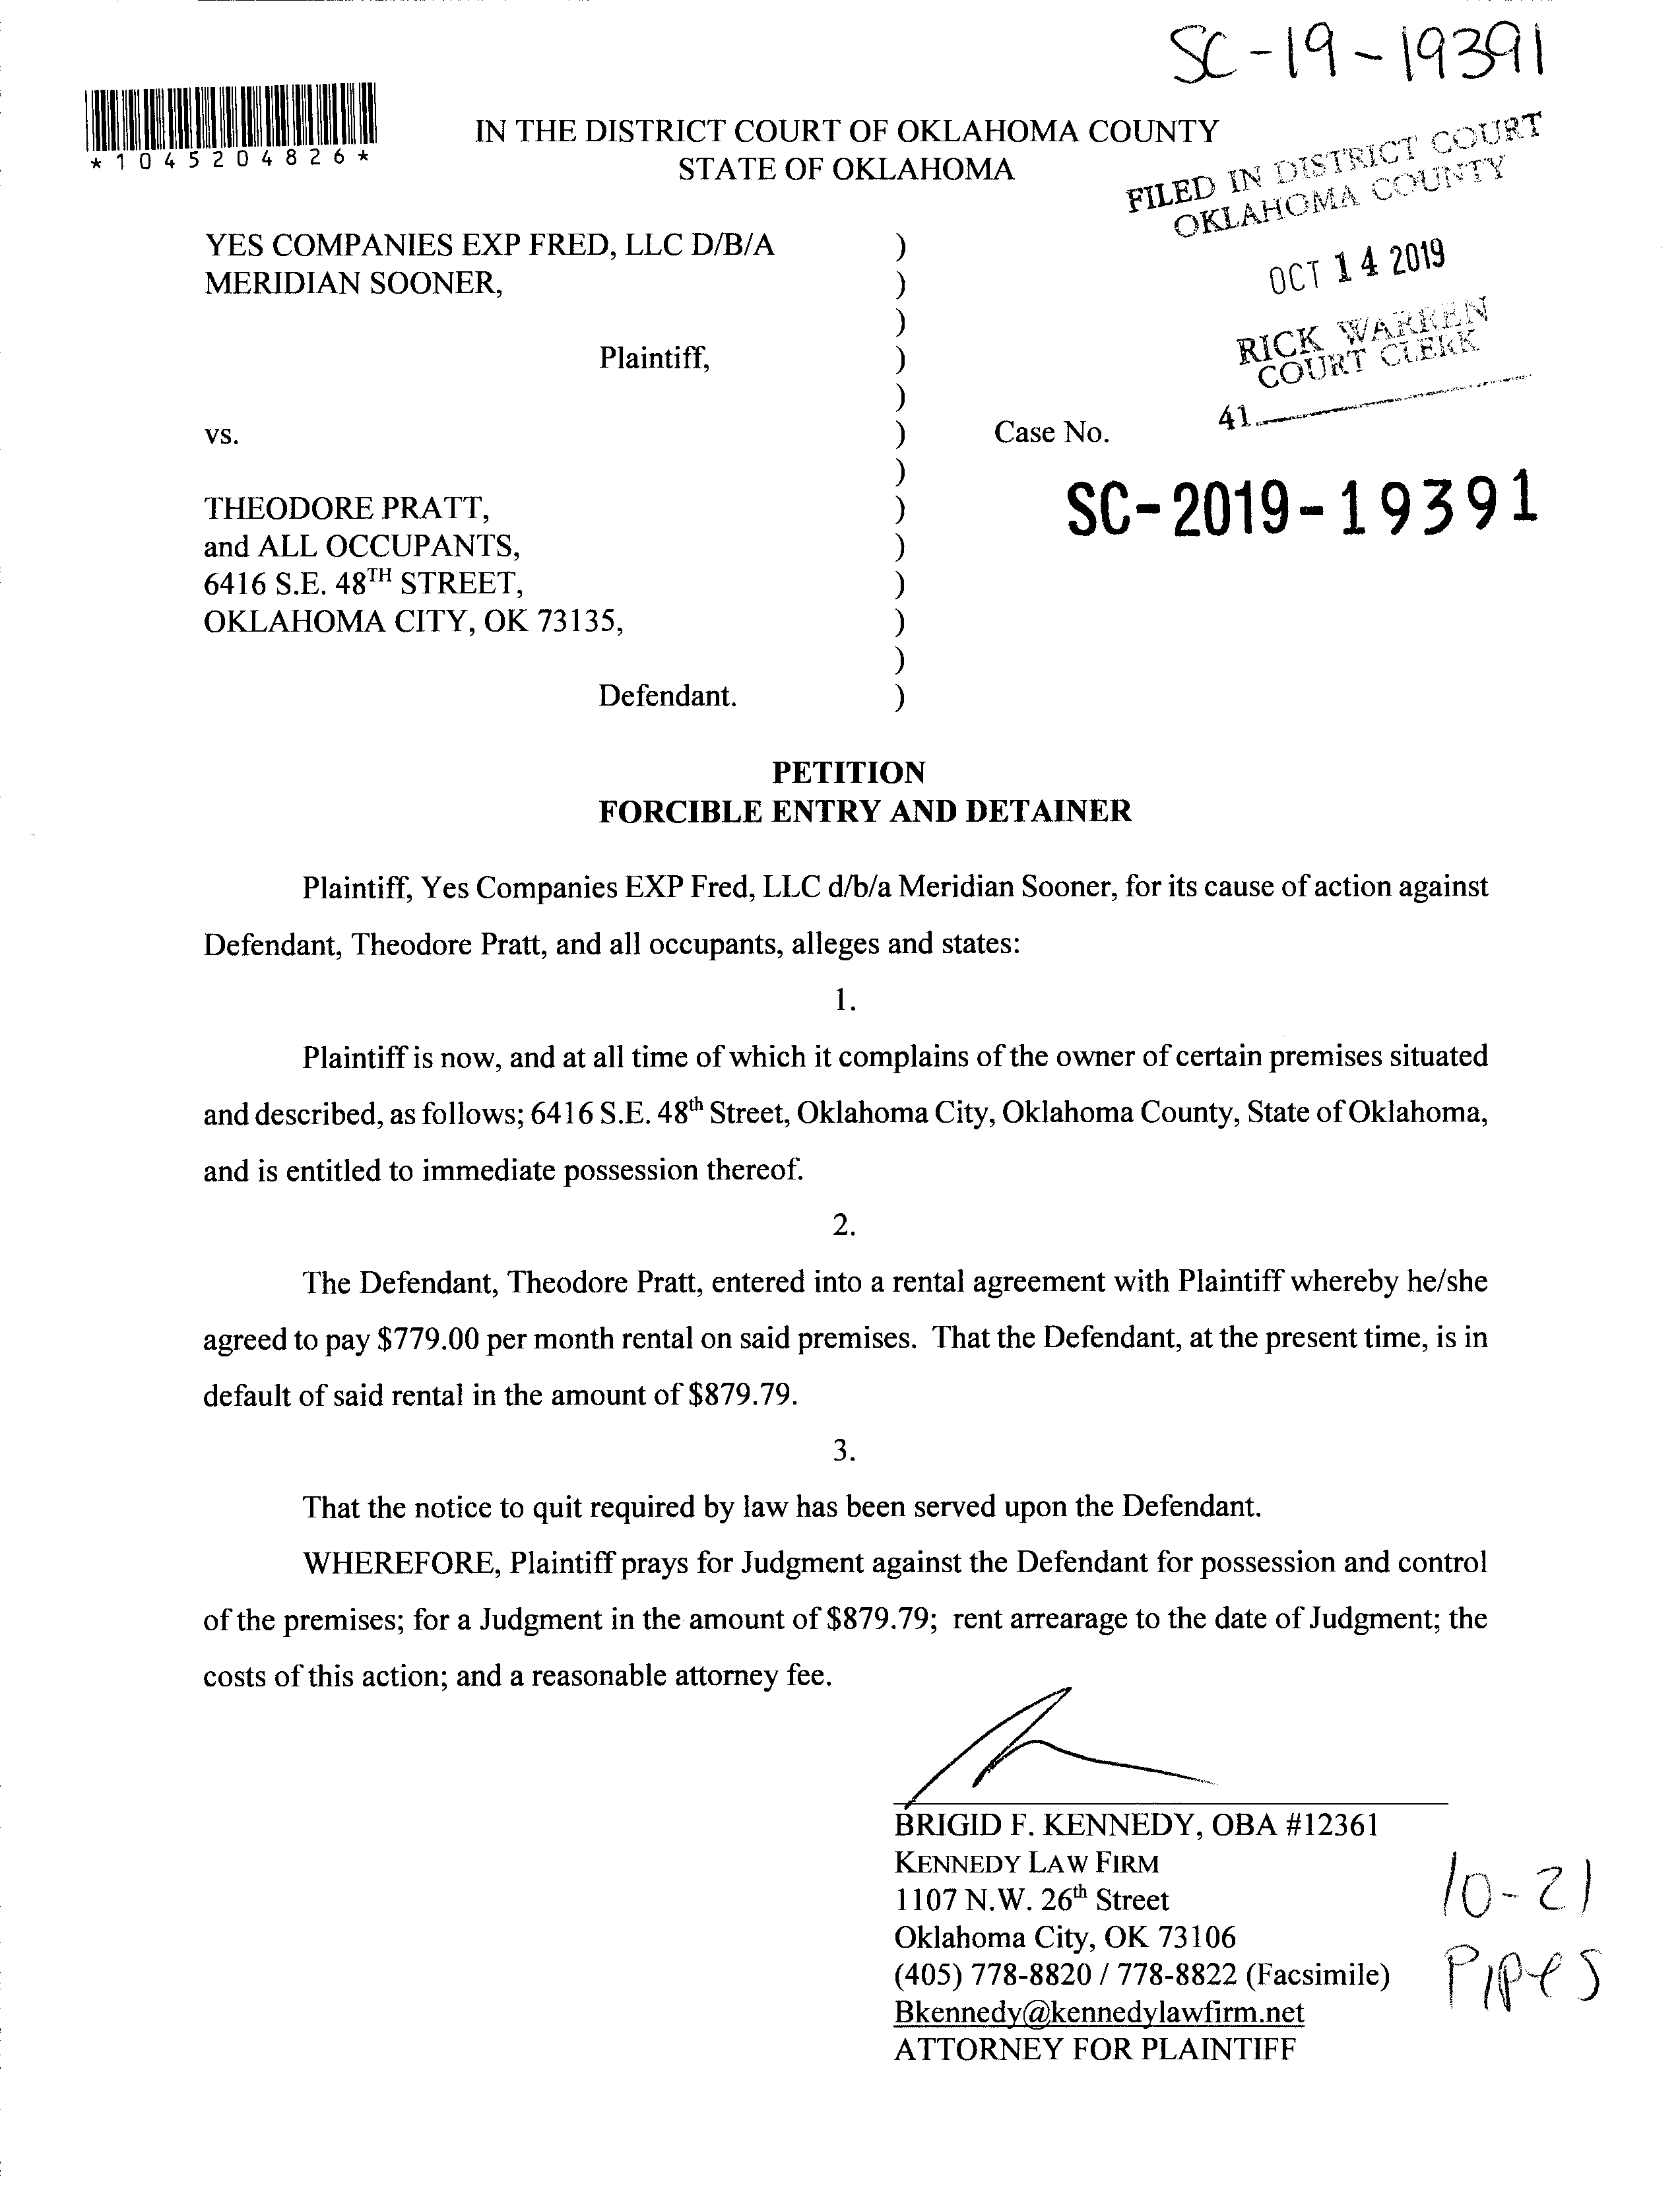 SC-19-19391
*1045204826*
IN THE DISTRICT COURT OF OKLAHOMA COUNTY
STATE OF OKLAHOMA
FILED IN DISTRICT COURT
OKLAHOMA COUNTY
OCT 14 2019
RICK WARREN
COURT CLERK
41
YES COMPANIES EXP FRED, LLC D/B/A )
MERIDIAN SOONER, )
)
Plaintiff, )
)
vs. ) Case No.
)
SC-2019-19391
THEODORE PRATT, )
and ALL OCCUPANTS, )
6416 S.E. 48TH STREET, )
OKLAHOMA CITY, OK 73135, )
)
Defendant. )
PETITION
FORCIBLE ENTRY AND DETAINER
Plaintiff, Yes Companies EXP Fred, LLC d/b/a Meridian Sooner, for its cause of action against
Defendant, Theodore Pratt, and all occupants, alleges and states:
1.
Plaintiff is now, and at all time of which it complains of the owner of certain premises situated
and described, as follows; 6416 S.E. 48th Street, Oklahoma City, Oklahoma County, State of Oklahoma,
and is entitled to immediate possession thereof.
2.
The Defendant, Theodore Pratt, entered into a rental agreement with Plaintiff whereby he/she
agreed to pay $779.00 per month rental on said premises. That the Defendant, at the present time, is in
default of said rental in the amount of $879.79.
3.
That the notice to quit required by law has been served upon the Defendant.
WHEREFORE, Plaintiff prays for Judgment against the Defendant for possession and control
of the premises; for a Judgment in the amount of $879.79; rent arrearage to the date of Judgment; the
costs of this action; and a reasonable attorney fee.
BRIGID F. KENNEDY, OBA #12361
KENNEDY LAW FIRM
1107 N.W. 26th Street
Oklahoma City, OK 73106
(405) 778-8820 / 778-8822 (Facsimile)
Bkennedy@kennedylawfirm.net
ATTORNEY FOR PLAINTIFF
10-21
Pipes